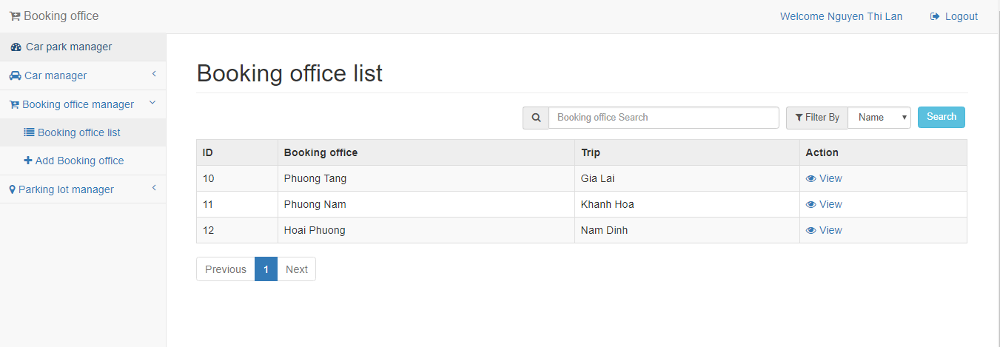 Booking office
Welcome Nguyen Thi Lan
Logout
Car park manager
Car manager
Booking office manager
Booking office list
Add Booking office
Parking lot manager
Booking office list
Booking office Search
Filter By
Name
Search
ID Booking office Trip Action
10 Phuong Tang Gia Lai View
11 Phuong Nam Khanh Hoa View
12 Hoai Phuong Nam Dinh View
Previous 1 Next